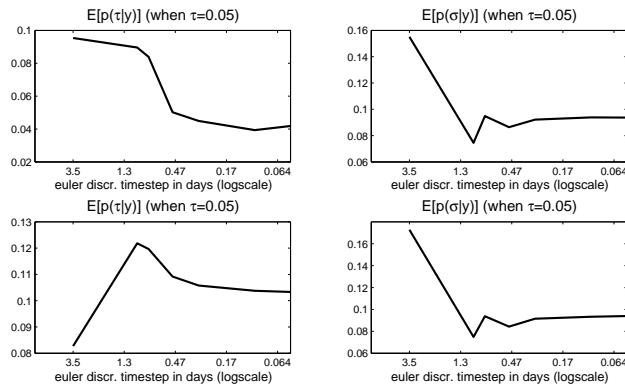 E[p(τ|y)] (when τ=0.05)
0.1
0.08
0.06
0.04
0.02
3.5 1.3 0.47 0.17 0.064
euler discr. timestep in days (logscale)
E[p(σ|y)] (when τ=0.05)
0.16
0.14
0.12
0.1
0.08
0.06
3.5 1.3 0.47 0.17 0.064
euler discr. timestep in days (logscale)
E[p(τ|y)] (when τ=0.05)
0.13
0.12
0.11
0.1
0.09
0.08
3.5 1.3 0.47 0.17 0.064
euler discr. timestep in days (logscale)
E[p(σ|y)] (when τ=0.05)
0.16
0.14
0.12
0.1
0.08
0.06
3.5 1.3 0.47 0.17 0.064
euler discr. timestep in days (logscale)